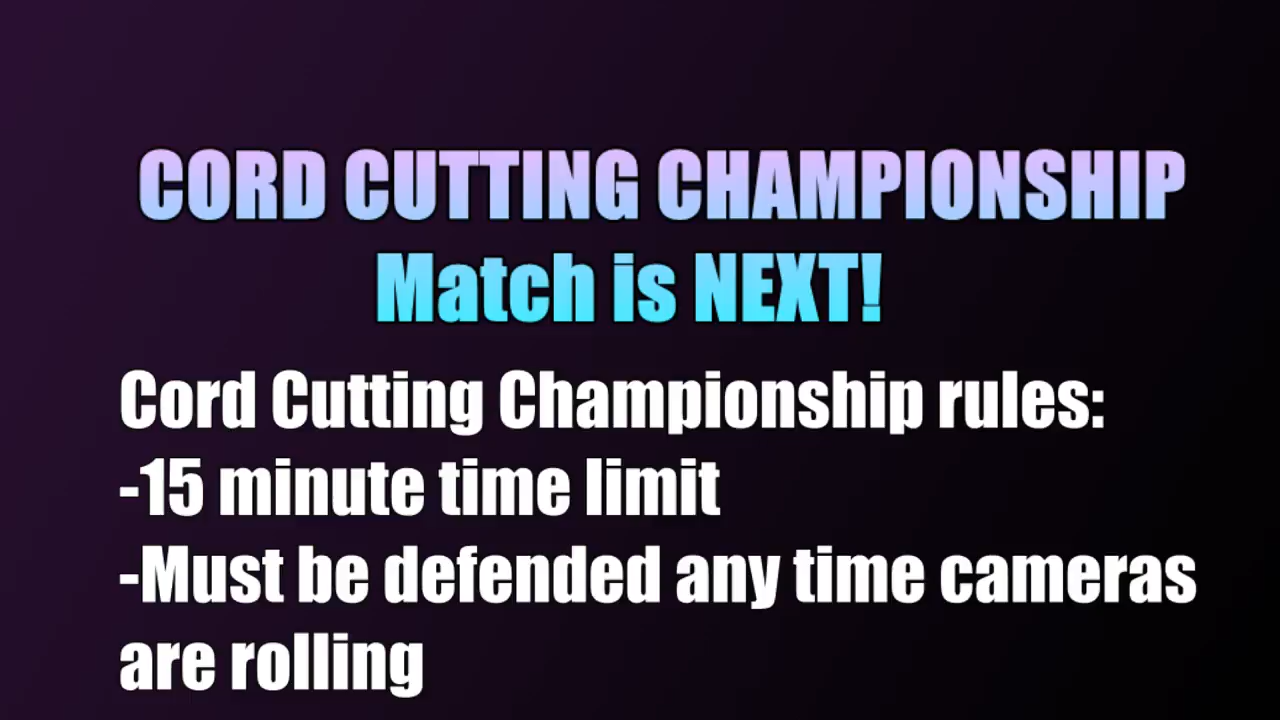 CORD CUTTING CHAMPIONSHIP
Match is NEXT!
Cord Cutting Championship rules:
-15 minute time limit
-Must be defended any time cameras
are rolling